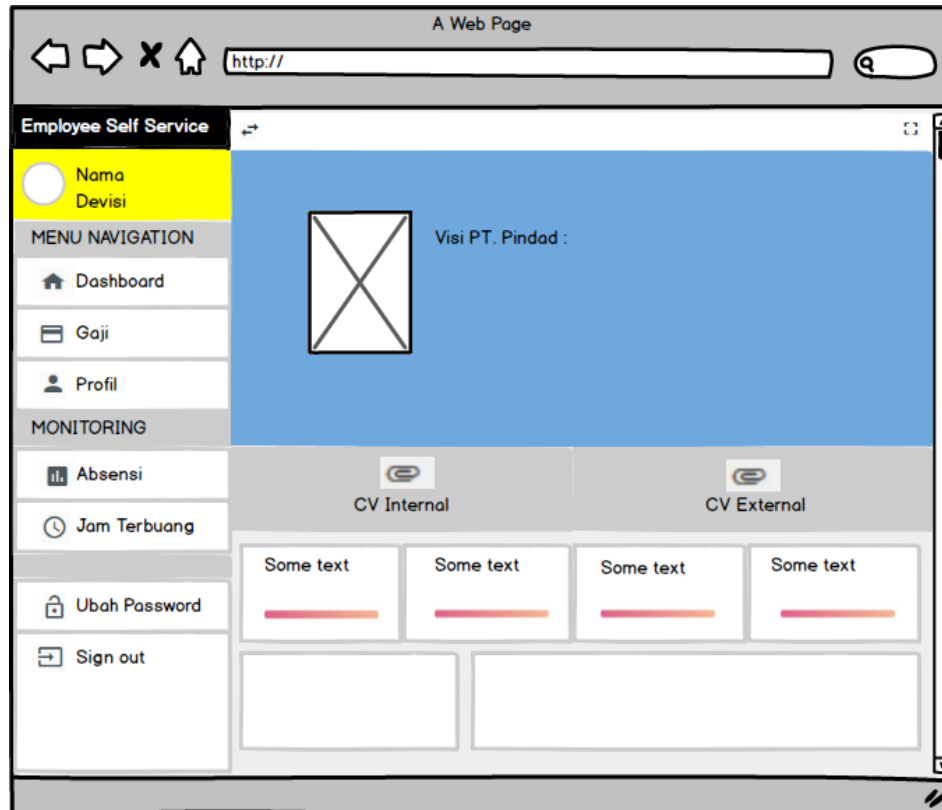 A Web Page
http://
Employee Self Service
Nama
Devisi
MENU NAVIGATION
Dashboard
Gaji
Profil
MONITORING
Absensi
Jam Terbuang
Ubah Password
Sign out
Visi PT. Pindad :
CV Internal
CV External
Some text
Some text
Some text
Some text